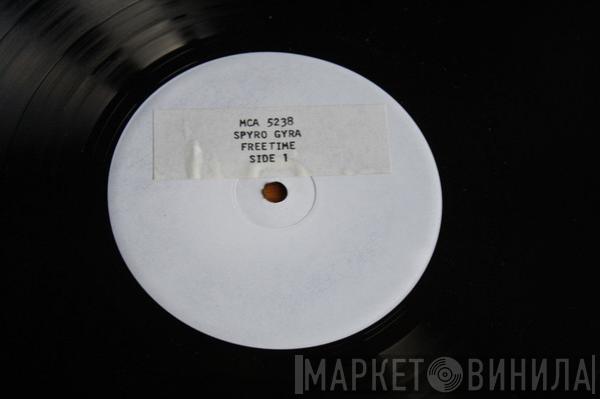 MCA 5238
SPYRO GYRA
FREETIME
SIDE 1
МАРКЕТ ВИНИЛА